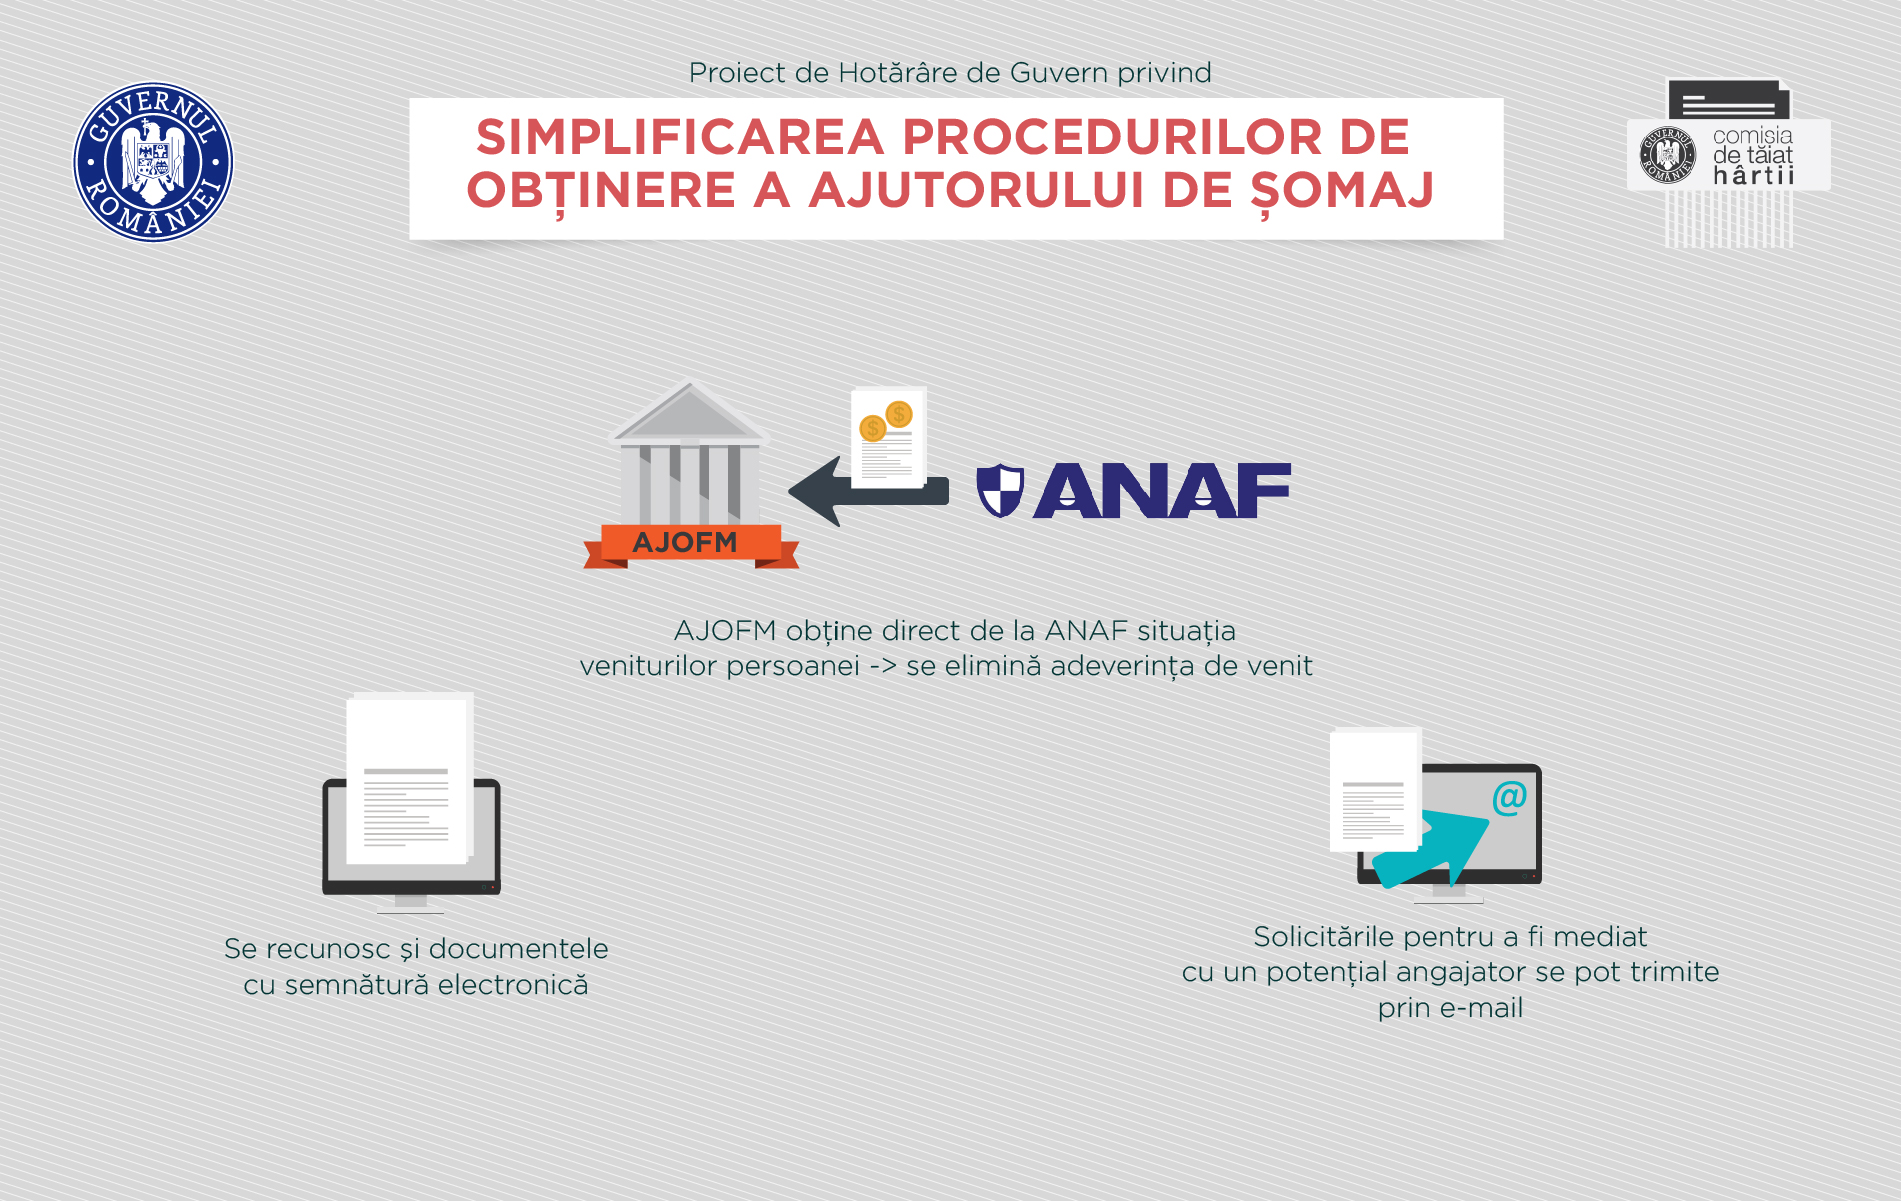 Proiect de Hotărâre de Guvern privind
SIMPLIFICAREA PROCEDURILOR DE
OBȚINERE A AJUTORULUI DE ȘOMAJ
GUVERNUL
ROMÂNIEI
GUVERNUL
ROMÂNIEI
comisia
de tăiat
hârtii
$
$
ANAF
AJOFM
AJOFM obține direct de la ANAF situația
veniturilor persoanei -> se elimină adeverința de venit
Se recunosc și documentele
cu semnătură electronică
@
Solicitările pentru a fi mediat
cu un potențial angajator se pot trimite
prin e-mail